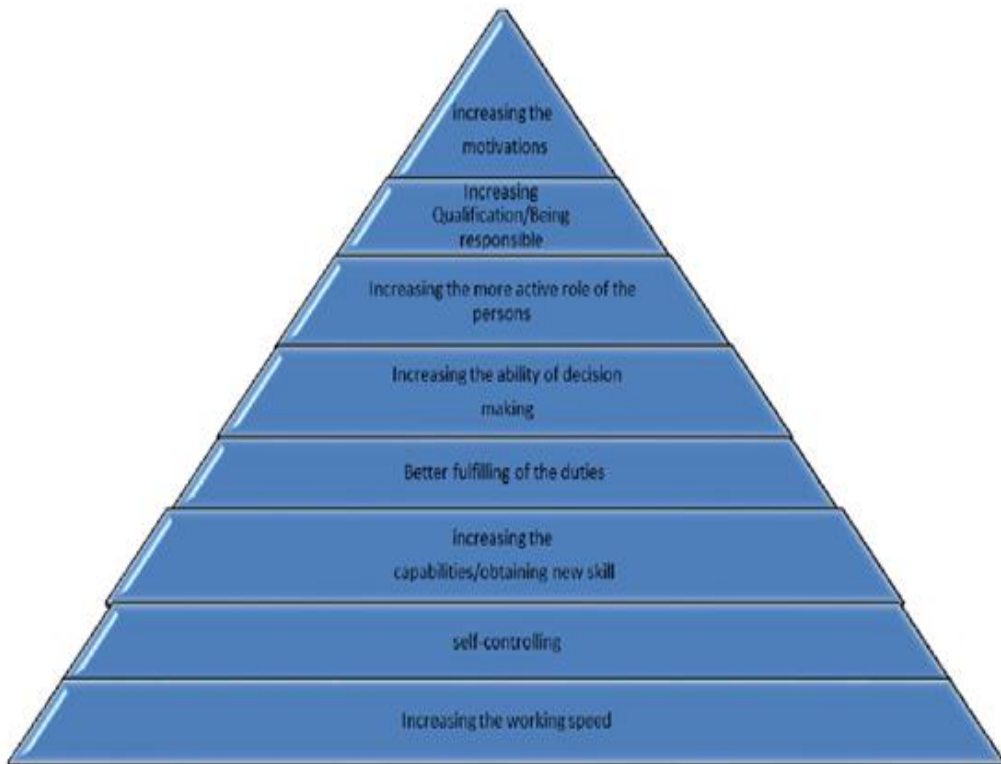 increasing the
motivations
Increasing
Qualification/Being
responsible
Increasing the more active role of the
persons
Increasing the ability of decision
making
Better fulfilling of the duties
increasing the
capabilities/obtaining new skill
self-controlling
Increasing the working speed